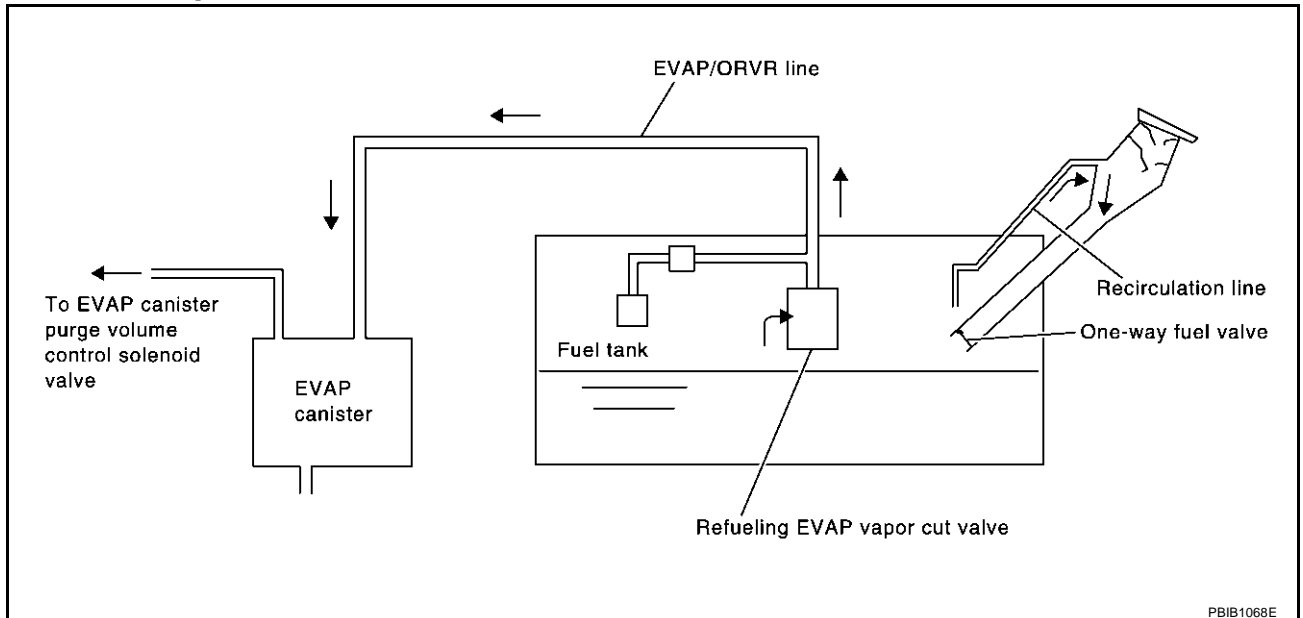 EVAP/ORVR line
Recirculation line
One-way fuel valve
Fuel tank
To EVAP canister
purge volume
control solenoid
valve
EVAP
canister
Refueling EVAP vapor cut valve
PBIB1068E